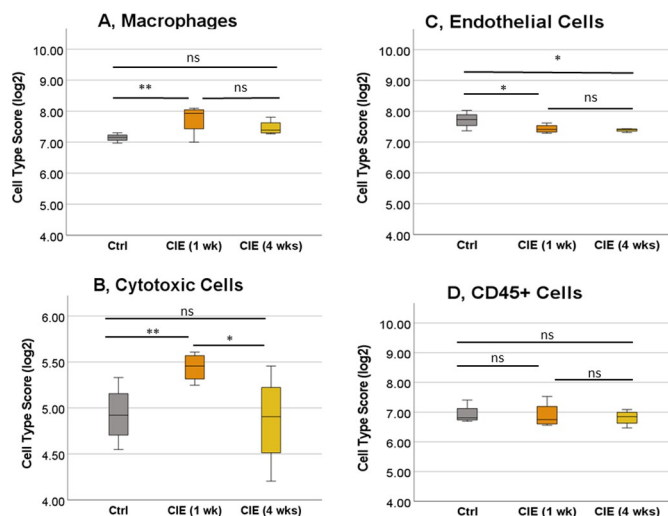 A, Macrophages
Cell Type Score (log2)
10.00
9.00
8.00
7.00
6.00
5.00
4.00
ns
**
ns
Ctrl
CIE (1 wk)
CIE (4 wks)
C, Endothelial Cells
Cell Type Score (log2)
10.00
9.00
8.00
7.00
6.00
5.00
4.00
*
*
ns
Ctrl
CIE (1 wk)
CIE (4 wks)
B, Cytotoxic Cells
Cell Type Score (log2)
6.00
5.50
5.00
4.50
4.00
ns
**
*
Ctrl
CIE (1 wk)
CIE (4 wks)
D, CD45+ Cells
Cell Type Score (log2)
10.00
9.00
8.00
7.00
6.00
5.00
4.00
ns
ns
ns
Ctrl
CIE (1 wk)
CIE (4 wks)